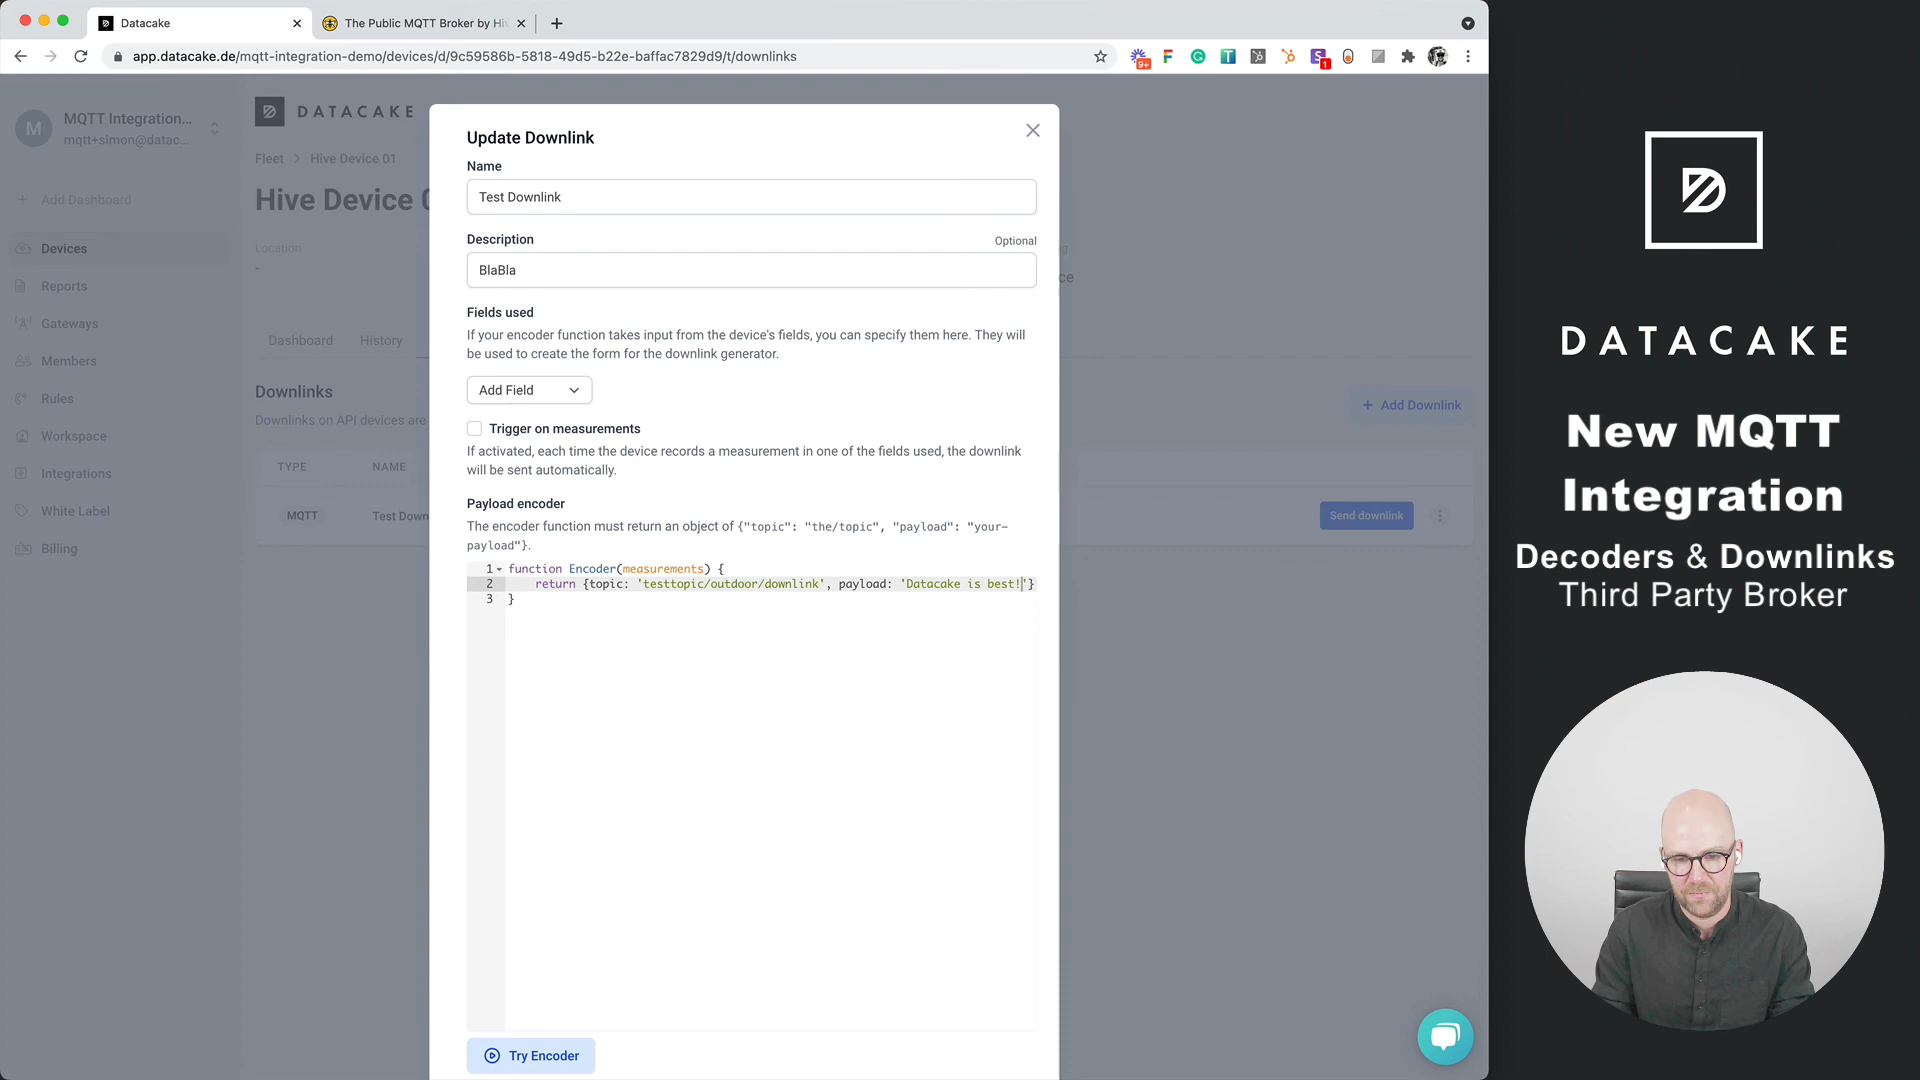 Datacake
The Public MQTT Broker by Hi
app.datacake.de/mqtt-integration-demo/devices/d/9c59586b-5818-49d5-b22e-baffac7829d9/t/downlinks
9+
1
M
MQTT Integration...
mqtt+simon@datac...
Add Dashboard
Devices
Reports
Gateways
Members
Rules
Workspace
Integrations
White Label
Billing
DATACAKE
Fleet > Hive Device 01
Hive Device 0
Location
-
Dashboard
History
Downlinks
Downlinks on API devices are
+ Add Downlink
TYPE
NAME
MQTT
Test Down
Send downlink
Update Downlink
Name
Test Downlink
Description
Optional
BlaBla
Fields used
If your encoder function takes input from the device's fields, you can specify them here. They will
be used to create the form for the downlink generator.
Add Field
Trigger on measurements
If activated, each time the device records a measurement in one of the fields used, the downlink
will be sent automatically.
Payload encoder
The encoder function must return an object of {"topic": "the/topic", "payload": "your-
payload"}.
1 function Encoder(measurements) {
2 return {topic: 'testtopic/outdoor/downlink', payload: 'Datacake is best!'}
3 }
Try Encoder
DATACAKE
New MQTT
Integration
Decoders & Downlinks
Third Party Broker